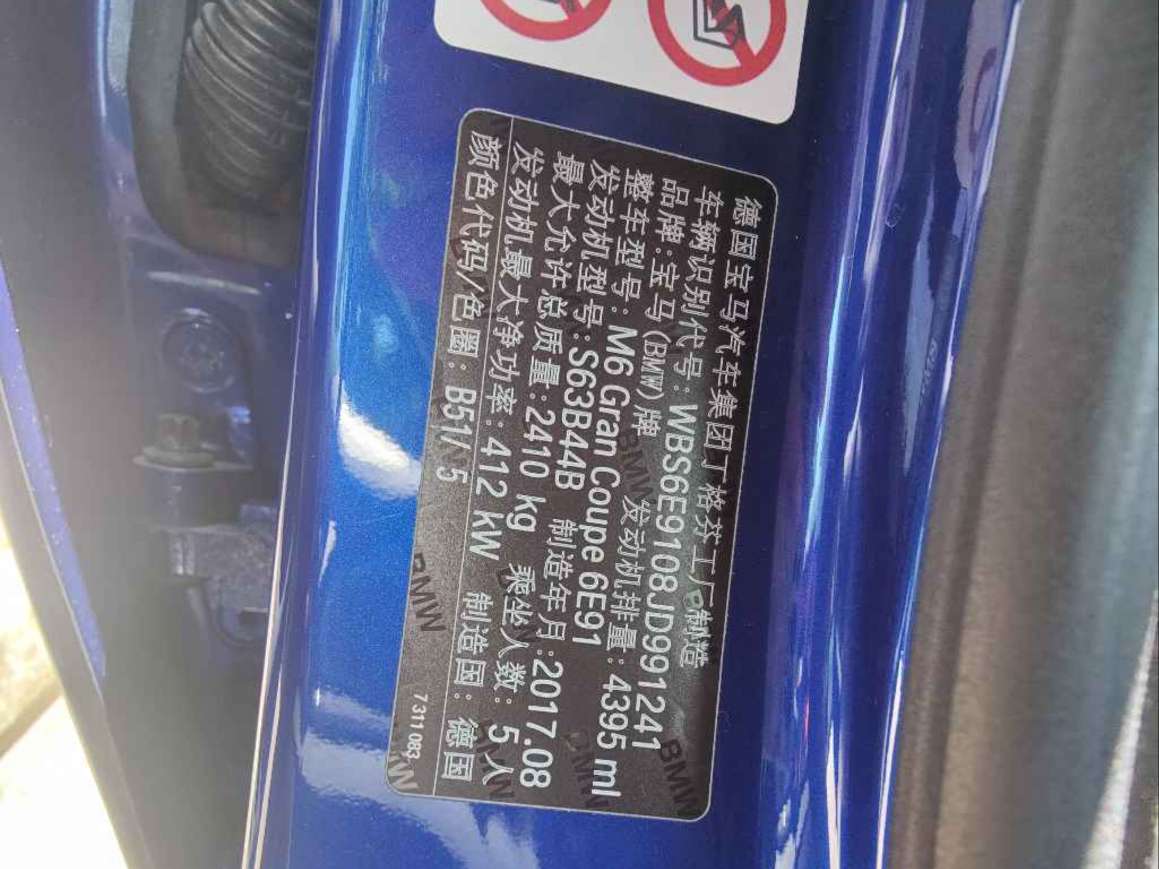 德国宝马汽车集团丁格芬工厂制造
车辆识别代号: WBS6E9108JD991241
品牌:宝马(BMW)牌 发动机排量: 4395 ml
整车型号: M6 Gran Coupe 6E91
发动机型号: S63B44B 制造年月:2017.08
最大允许总质量:2410 kg 乘坐人数: 5人
发动机最大净功率: 412 kW 制造国: 德国
颜色代码/色圈: B51/ 5
7311 083